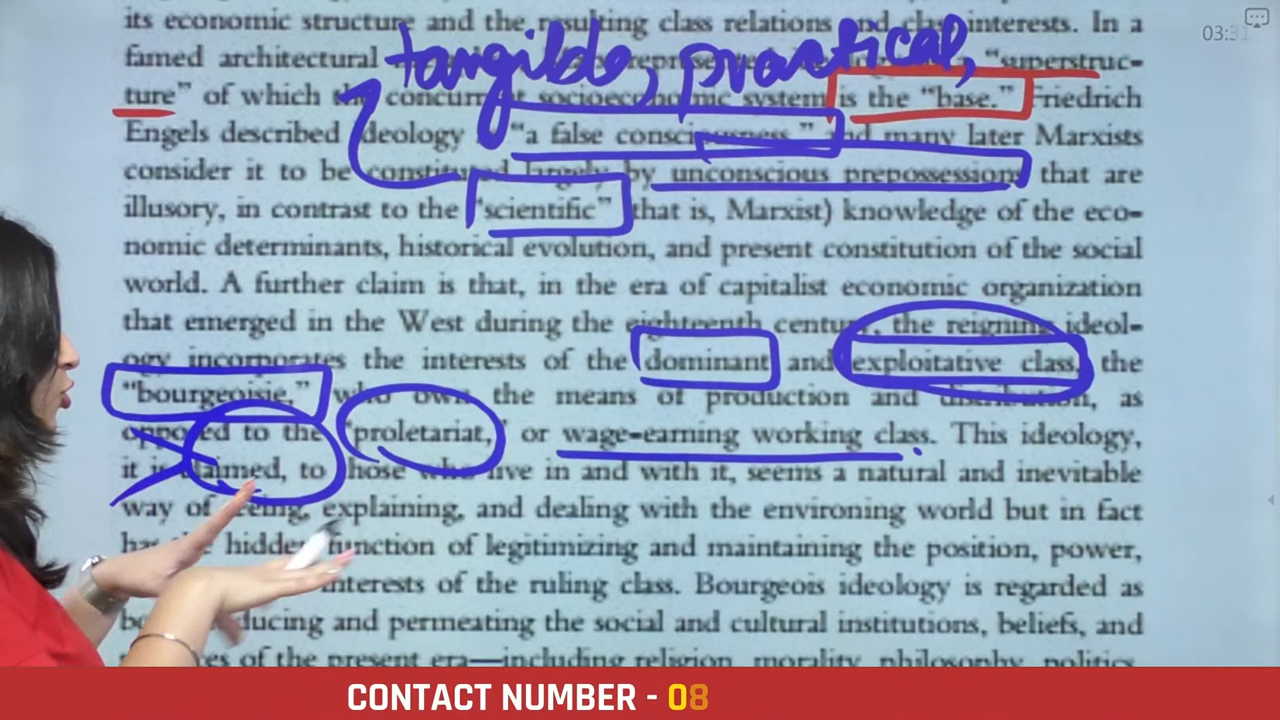 its economic structure and the resulting class relations and class interests. In a
tangible, practical,
famed architectural "superstruc-
ture" of which the concurrent socioeconomic system is the "base." Friedrich
Engels described ideology "a false consciousness" and many later Marxists
consider it to be constituted largely by unconscious prepossessions that are
illusory, in contrast to the "scientific" (that is, Marxist) knowledge of the eco-
nomic determinants, historical evolution, and present constitution of the social
world. A further claim is that, in the era of capitalist economic organization
that emerged in the West during the eighteenth century, the reigning ideol-
ogy incorporates the interests of the dominant and exploitative class, the
"bourgeoisie," who own the means of production and distribution, as
opposed to the "proletariat," or wage-earning working class. This ideology,
it is claimed, to those who live in and with it, seems a natural and inevitable
way of seeing, explaining, and dealing with the environing world but in fact
has hidden function of legitimizing and maintaining the position, power,
interests of the ruling class. Bourgeois ideology is regarded as
ducing and permeating the social and cultural institutions, beliefs, and
of the present era—including religion, morality, philosophy, politics,
03:31
CONTACT NUMBER - 08